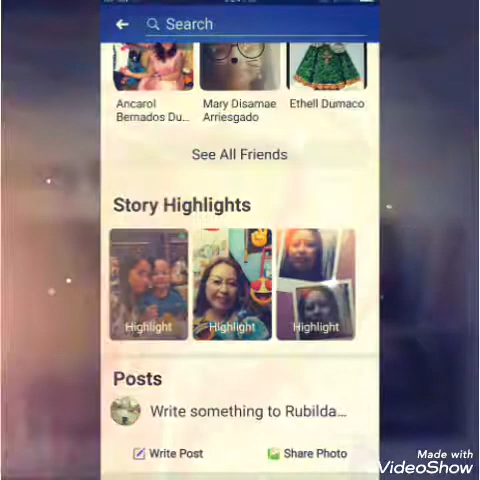 Search
Ancarol
Bernados Du...
Mary Disamae
Arriesgado
Ethell Dumaco
See All Friends
Story Highlights
Highlight
Highlight
Highlight
Posts
Write something to Rubilda...
Write Post
Share Photo
Made with
VideoShow